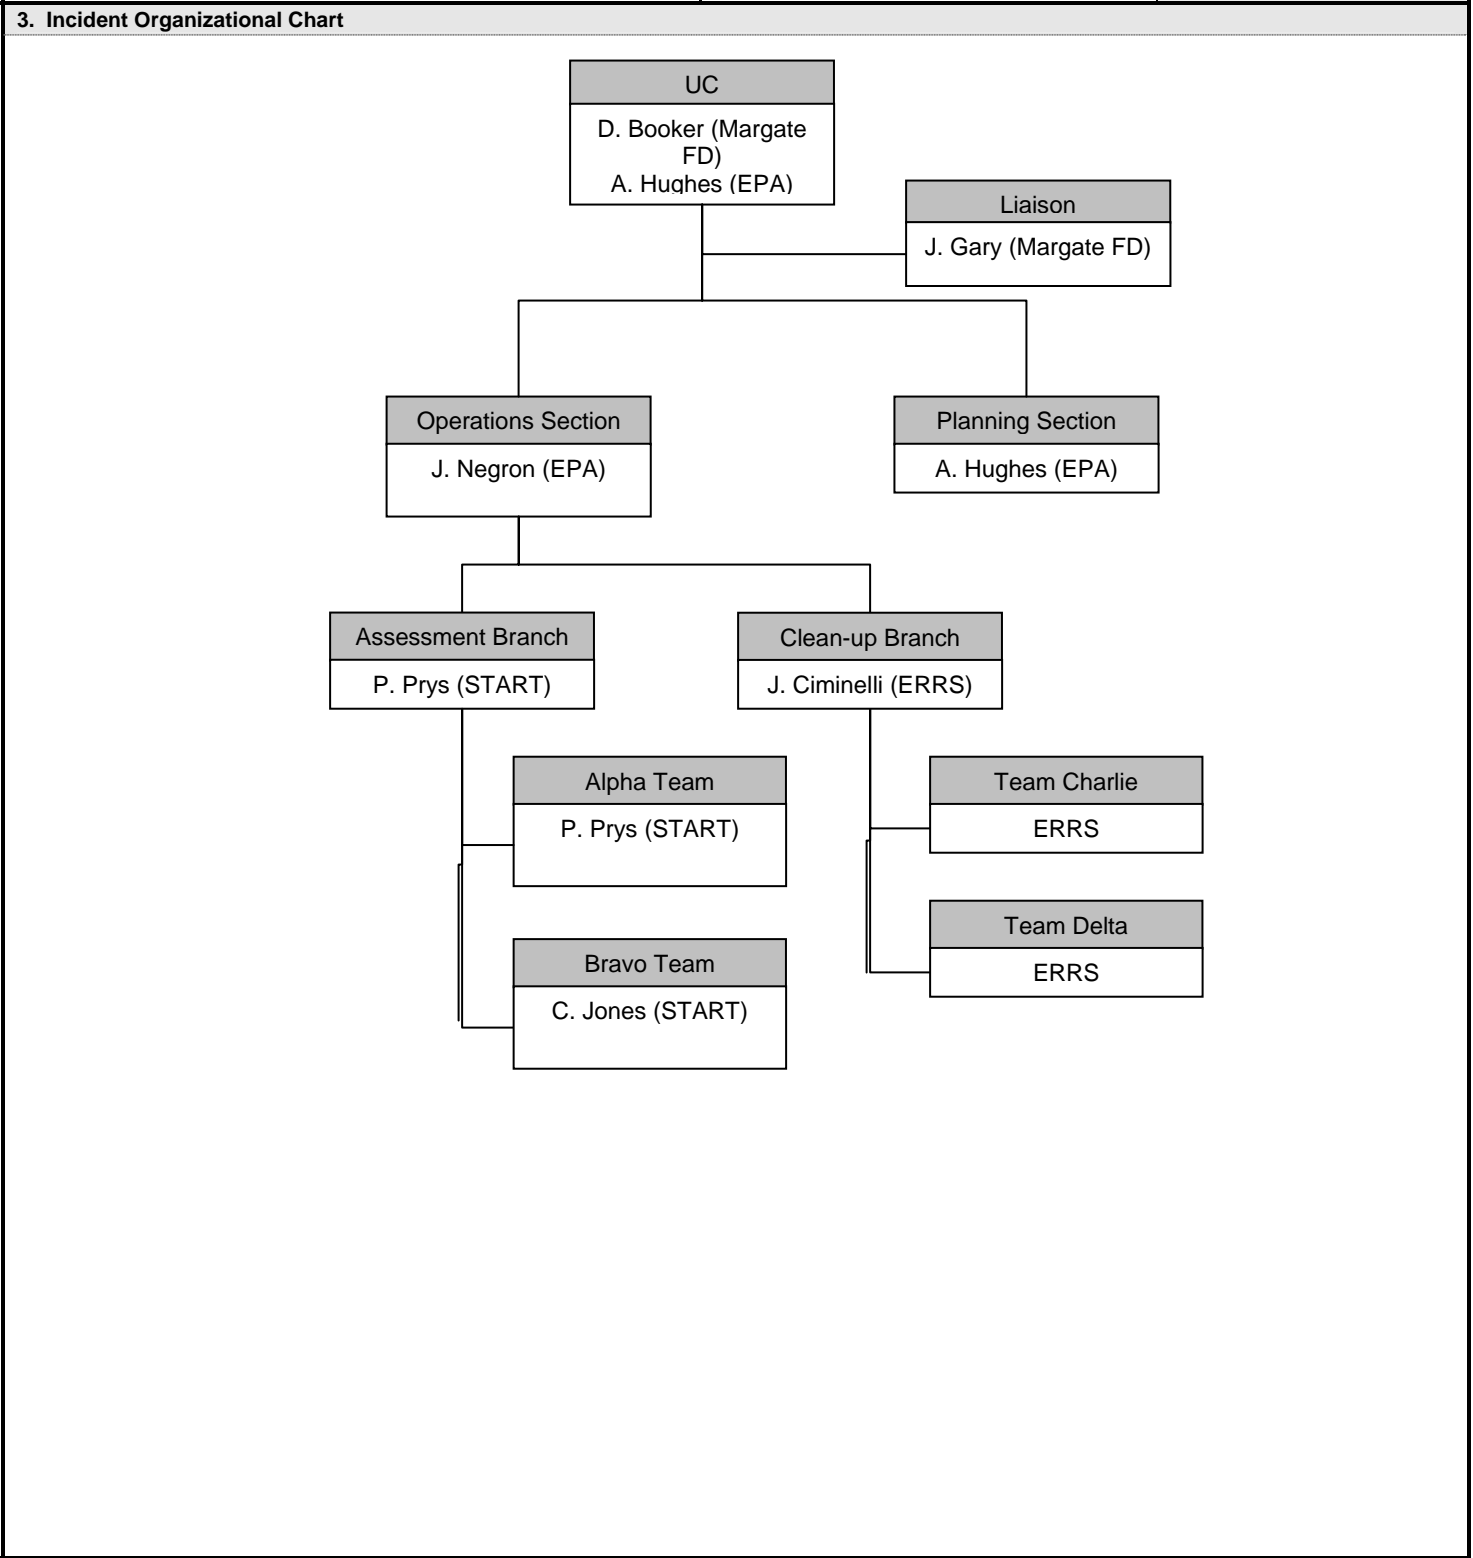 3. Incident Organizational Chart
UC
D. Booker (Margate
FD)
A. Hughes (EPA)
Liaison
J. Gary (Margate FD)
Operations Section
J. Negron (EPA)
Planning Section
A. Hughes (EPA)
Assessment Branch
P. Prys (START)
Clean-up Branch
J. Ciminelli (ERRS)
Alpha Team
P. Prys (START)
Team Charlie
ERRS
Bravo Team
C. Jones (START)
Team Delta
ERRS